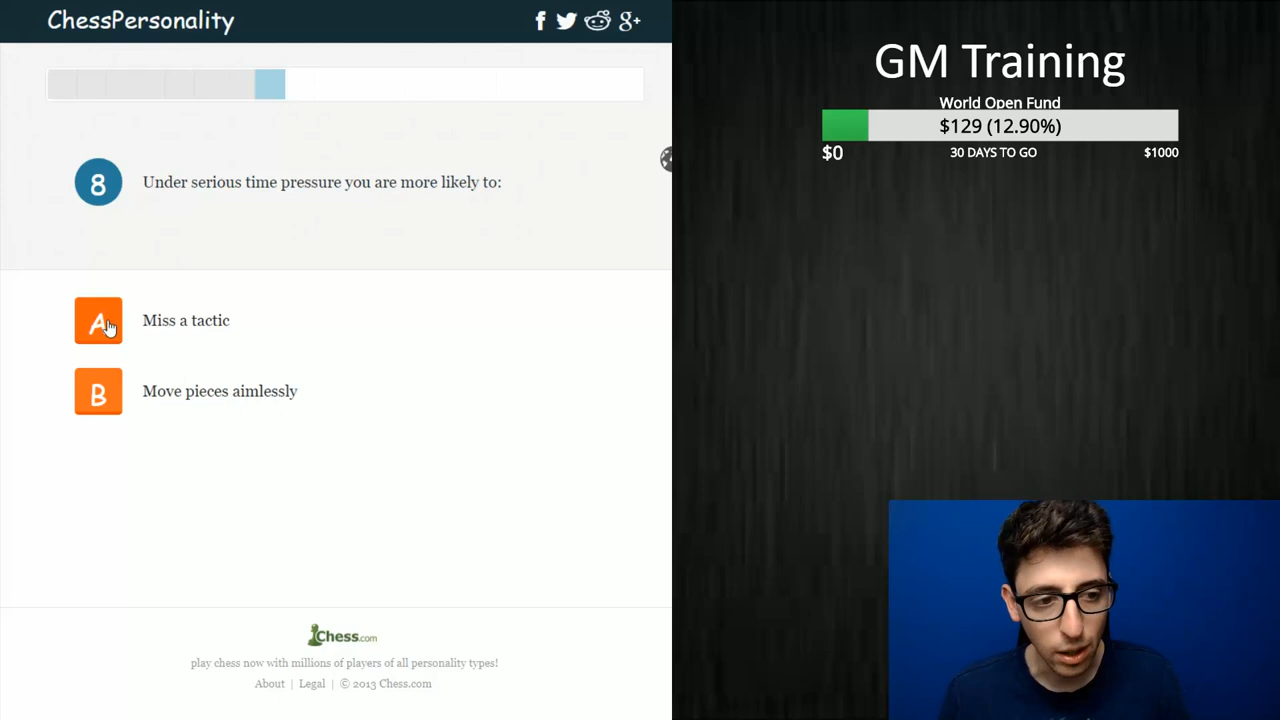 ChessPersonality
8
Under serious time pressure you are more likely to:
A
Miss a tactic
B
Move pieces aimlessly
Chess.com
play chess now with millions of players of all personality types!
About | Legal | © 2013 Chess.com
GM Training
World Open Fund
$129 (12.90%)
$0
30 DAYS TO GO
$1000